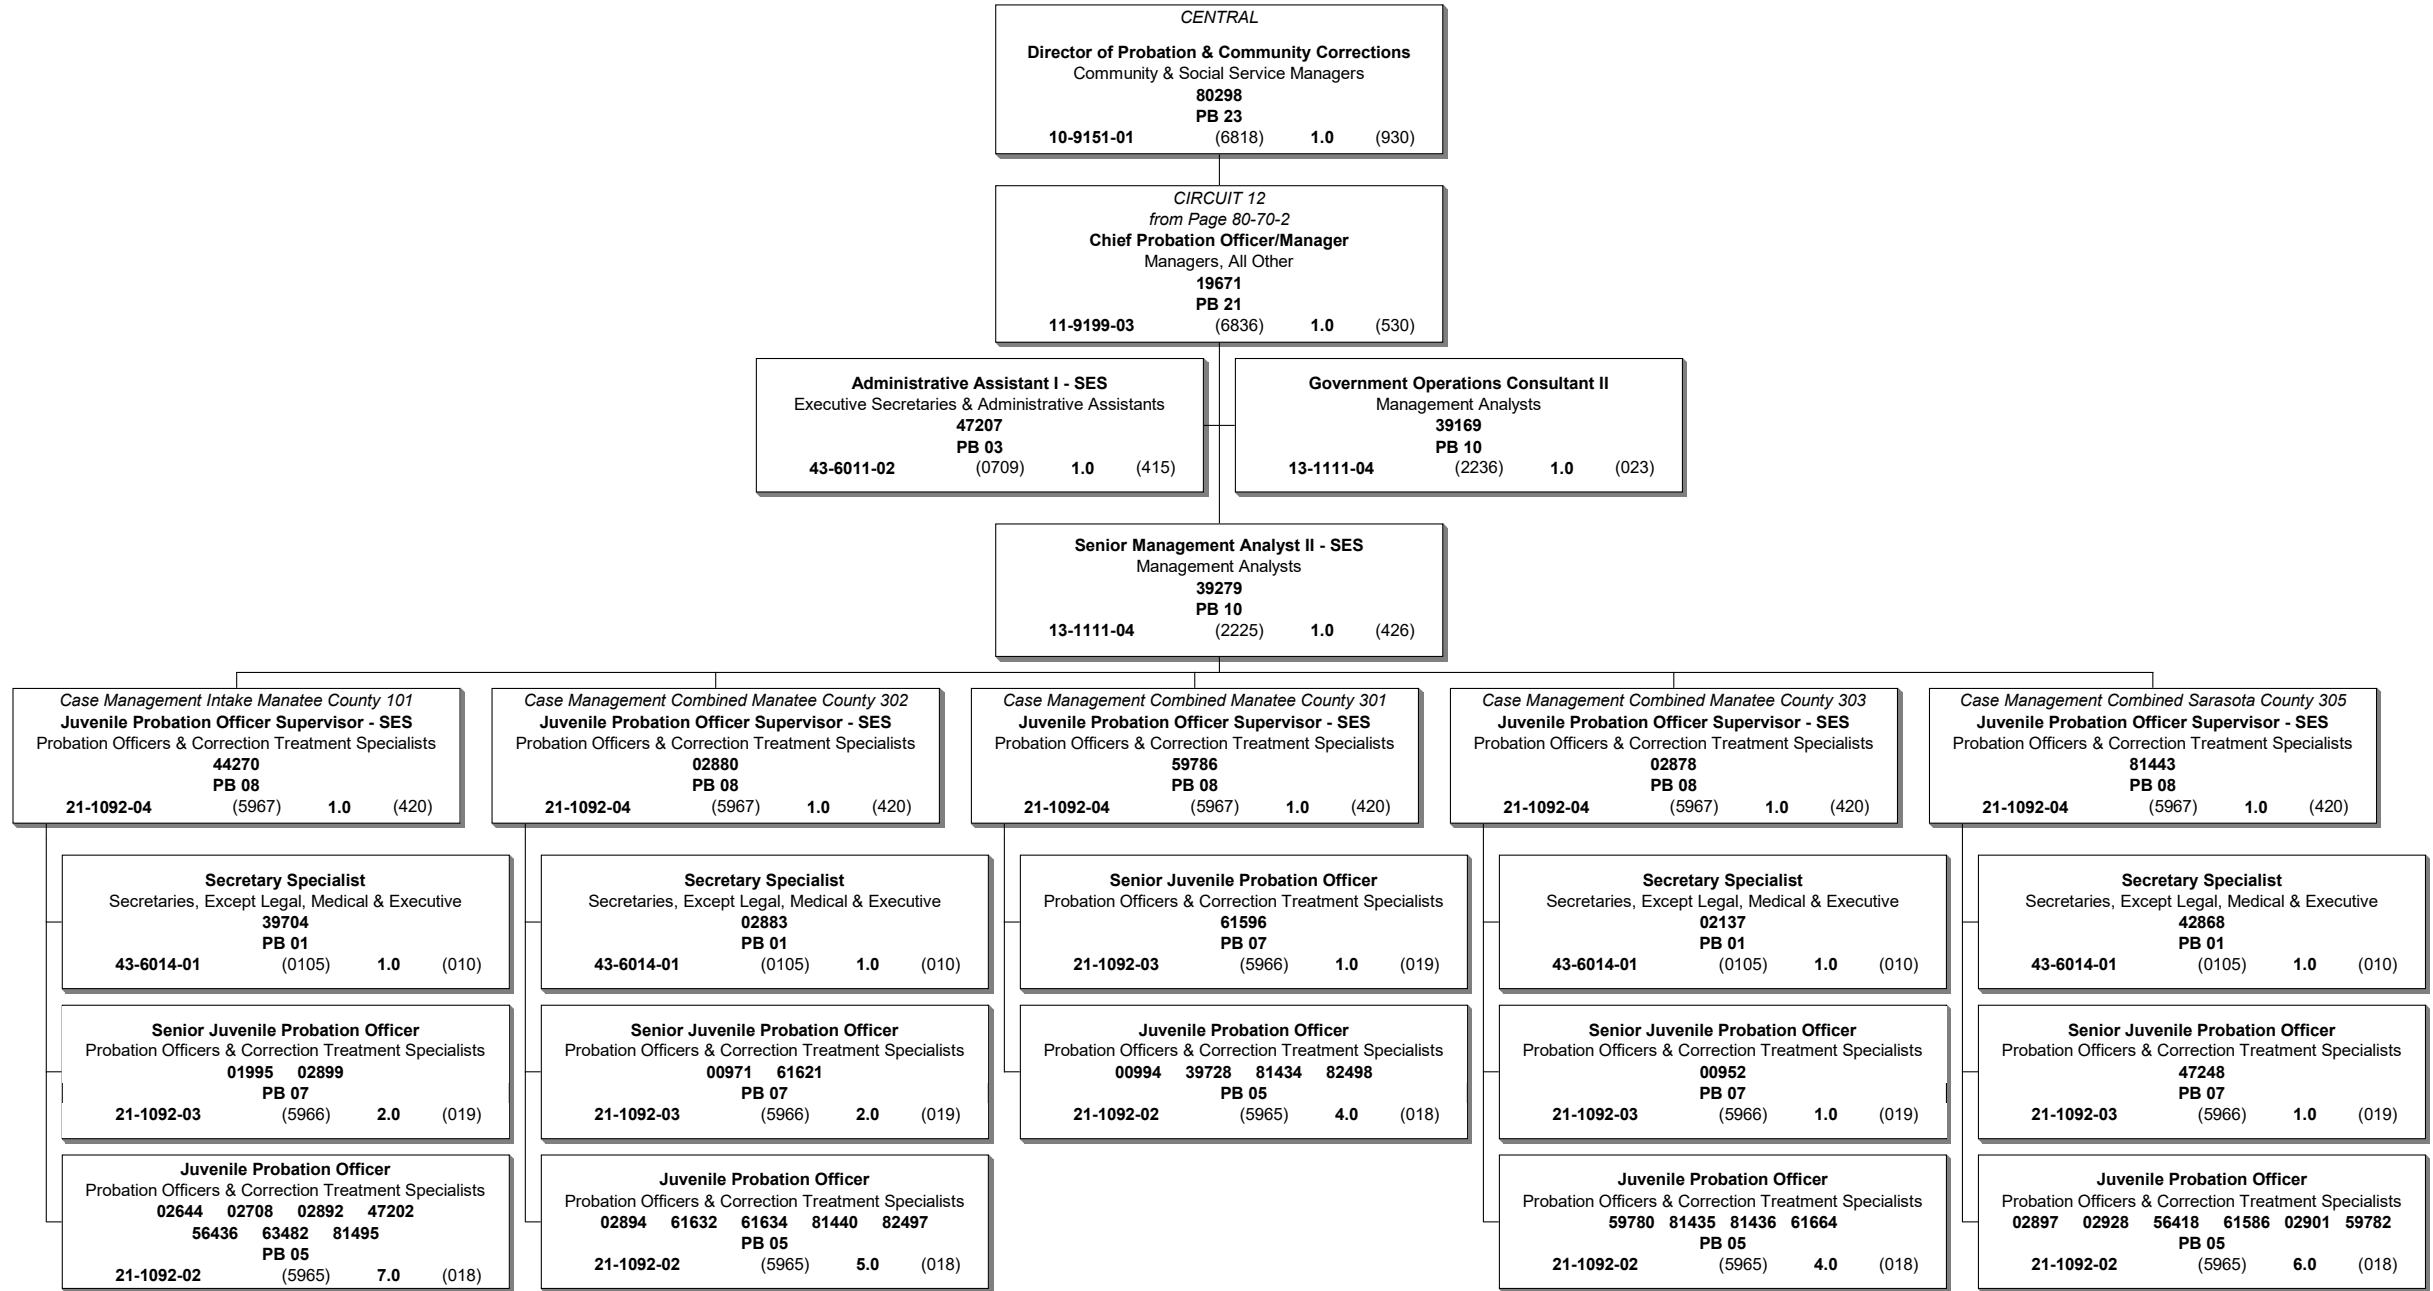 CENTRAL
Director of Probation & Community Corrections
Community & Social Service Managers
80298
PB 23
10-9151-01 (6818) 1.0 (930)
CIRCUIT 12
from Page 80-70-2
Chief Probation Officer/Manager
Managers, All Other
19671
PB 21
11-9199-03 (6836) 1.0 (530)
Administrative Assistant I - SES
Executive Secretaries & Administrative Assistants
47207
PB 03
43-6011-02 (0709) 1.0 (415)
Government Operations Consultant II
Management Analysts
39169
PB 10
13-1111-04 (2236) 1.0 (023)
Senior Management Analyst II - SES
Management Analysts
39279
PB 10
13-1111-04 (2225) 1.0 (426)
Case Management Intake Manatee County 101
Juvenile Probation Officer Supervisor - SES
Probation Officers & Correction Treatment Specialists
44270
PB 08
21-1092-04 (5967) 1.0 (420)
Secretary Specialist
Secretaries, Except Legal, Medical & Executive
39704
PB 01
43-6014-01 (0105) 1.0 (010)
Senior Juvenile Probation Officer
Probation Officers & Correction Treatment Specialists
01995 02899
PB 07
21-1092-03 (5966) 2.0 (019)
Juvenile Probation Officer
Probation Officers & Correction Treatment Specialists
02644 02708 02892 47202
56436 63482 81495
PB 05
21-1092-02 (5965) 7.0 (018)
Case Management Combined Manatee County 302
Juvenile Probation Officer Supervisor - SES
Probation Officers & Correction Treatment Specialists
02880
PB 08
21-1092-04 (5967) 1.0 (420)
Secretary Specialist
Secretaries, Except Legal, Medical & Executive
02883
PB 01
43-6014-01 (0105) 1.0 (010)
Senior Juvenile Probation Officer
Probation Officers & Correction Treatment Specialists
00971 61621
PB 07
21-1092-03 (5966) 2.0 (019)
Juvenile Probation Officer
Probation Officers & Correction Treatment Specialists
02894 61632 61634 81440 82497
PB 05
21-1092-02 (5965) 5.0 (018)
Case Management Combined Manatee County 301
Juvenile Probation Officer Supervisor - SES
Probation Officers & Correction Treatment Specialists
59786
PB 08
21-1092-04 (5967) 1.0 (420)
Senior Juvenile Probation Officer
Probation Officers & Correction Treatment Specialists
61596
PB 07
21-1092-03 (5966) 1.0 (019)
Juvenile Probation Officer
Probation Officers & Correction Treatment Specialists
00994 39728 81434 82498
PB 05
21-1092-02 (5965) 4.0 (018)
Case Management Combined Manatee County 303
Juvenile Probation Officer Supervisor - SES
Probation Officers & Correction Treatment Specialists
02878
PB 08
21-1092-04 (5967) 1.0 (420)
Secretary Specialist
Secretaries, Except Legal, Medical & Executive
02137
PB 01
43-6014-01 (0105) 1.0 (010)
Senior Juvenile Probation Officer
Probation Officers & Correction Treatment Specialists
00952
PB 07
21-1092-03 (5966) 1.0 (019)
Juvenile Probation Officer
Probation Officers & Correction Treatment Specialists
59780 81435 81436 61664
PB 05
21-1092-02 (5965) 4.0 (018)
Case Management Combined Sarasota County 305
Juvenile Probation Officer Supervisor - SES
Probation Officers & Correction Treatment Specialists
81443
PB 08
21-1092-04 (5967) 1.0 (420)
Secretary Specialist
Secretaries, Except Legal, Medical & Executive
42868
PB 01
43-6014-01 (0105) 1.0 (010)
Senior Juvenile Probation Officer
Probation Officers & Correction Treatment Specialists
47248
PB 07
21-1092-03 (5966) 1.0 (019)
Juvenile Probation Officer
Probation Officers & Correction Treatment Specialists
02897 02928 56418 61586 02901 59782
PB 05
21-1092-02 (5965) 6.0 (018)